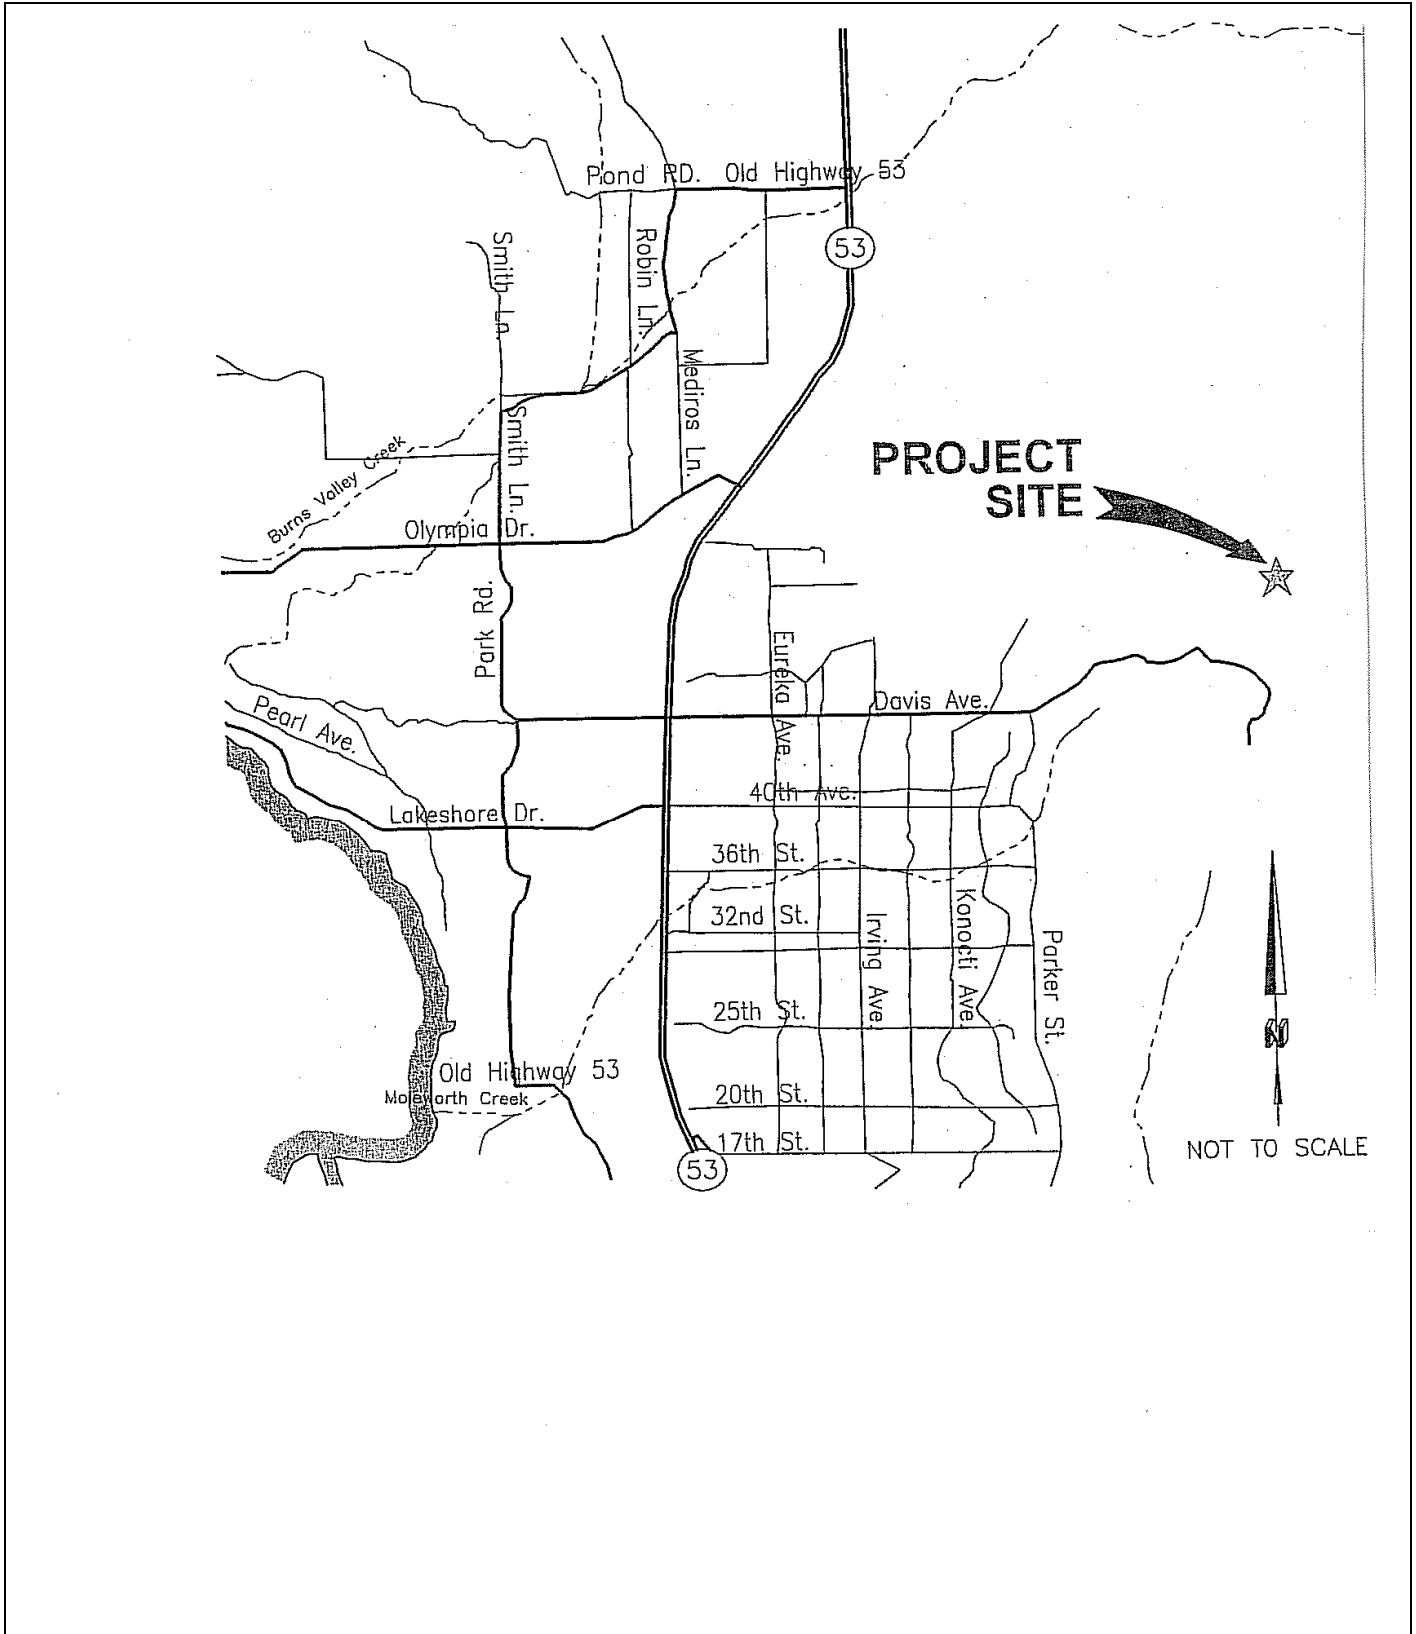 Pond RD. Old Highway 53
53
Smith Ln.
Robin Ln.
Mediros Ln.
Smith Ln.
Burns Valley Creek
Olympia Dr.
PROJECT
SITE
Park Rd.
Eureka Ave.
Davis Ave.
Pearl Ave.
40th Ave.
Lakeshore Dr.
36th St.
32nd St.
Irving Ave.
Konocti Ave.
Parker St.
25th St.
N
Old Highway 53
Molesworth Creek
20th St.
17th St.
53
NOT TO SCALE